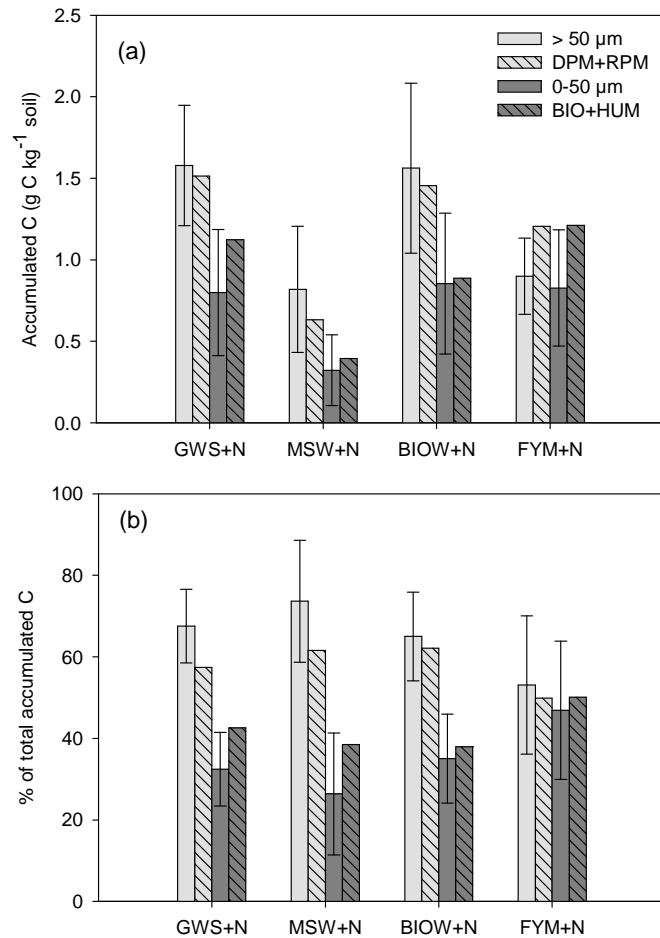 2.5
(a)
> 50 µm
DPM+RPM
0-50 µm
BIO+HUM
2.0
1.5
1.0
0.5
0.0
Accumulated C (g C kg⁻¹ soil)
GWS+N MSW+N BIOW+N FYM+N
100
(b)
80
60
40
20
0
% of total accumulated C
GWS+N MSW+N BIOW+N FYM+N